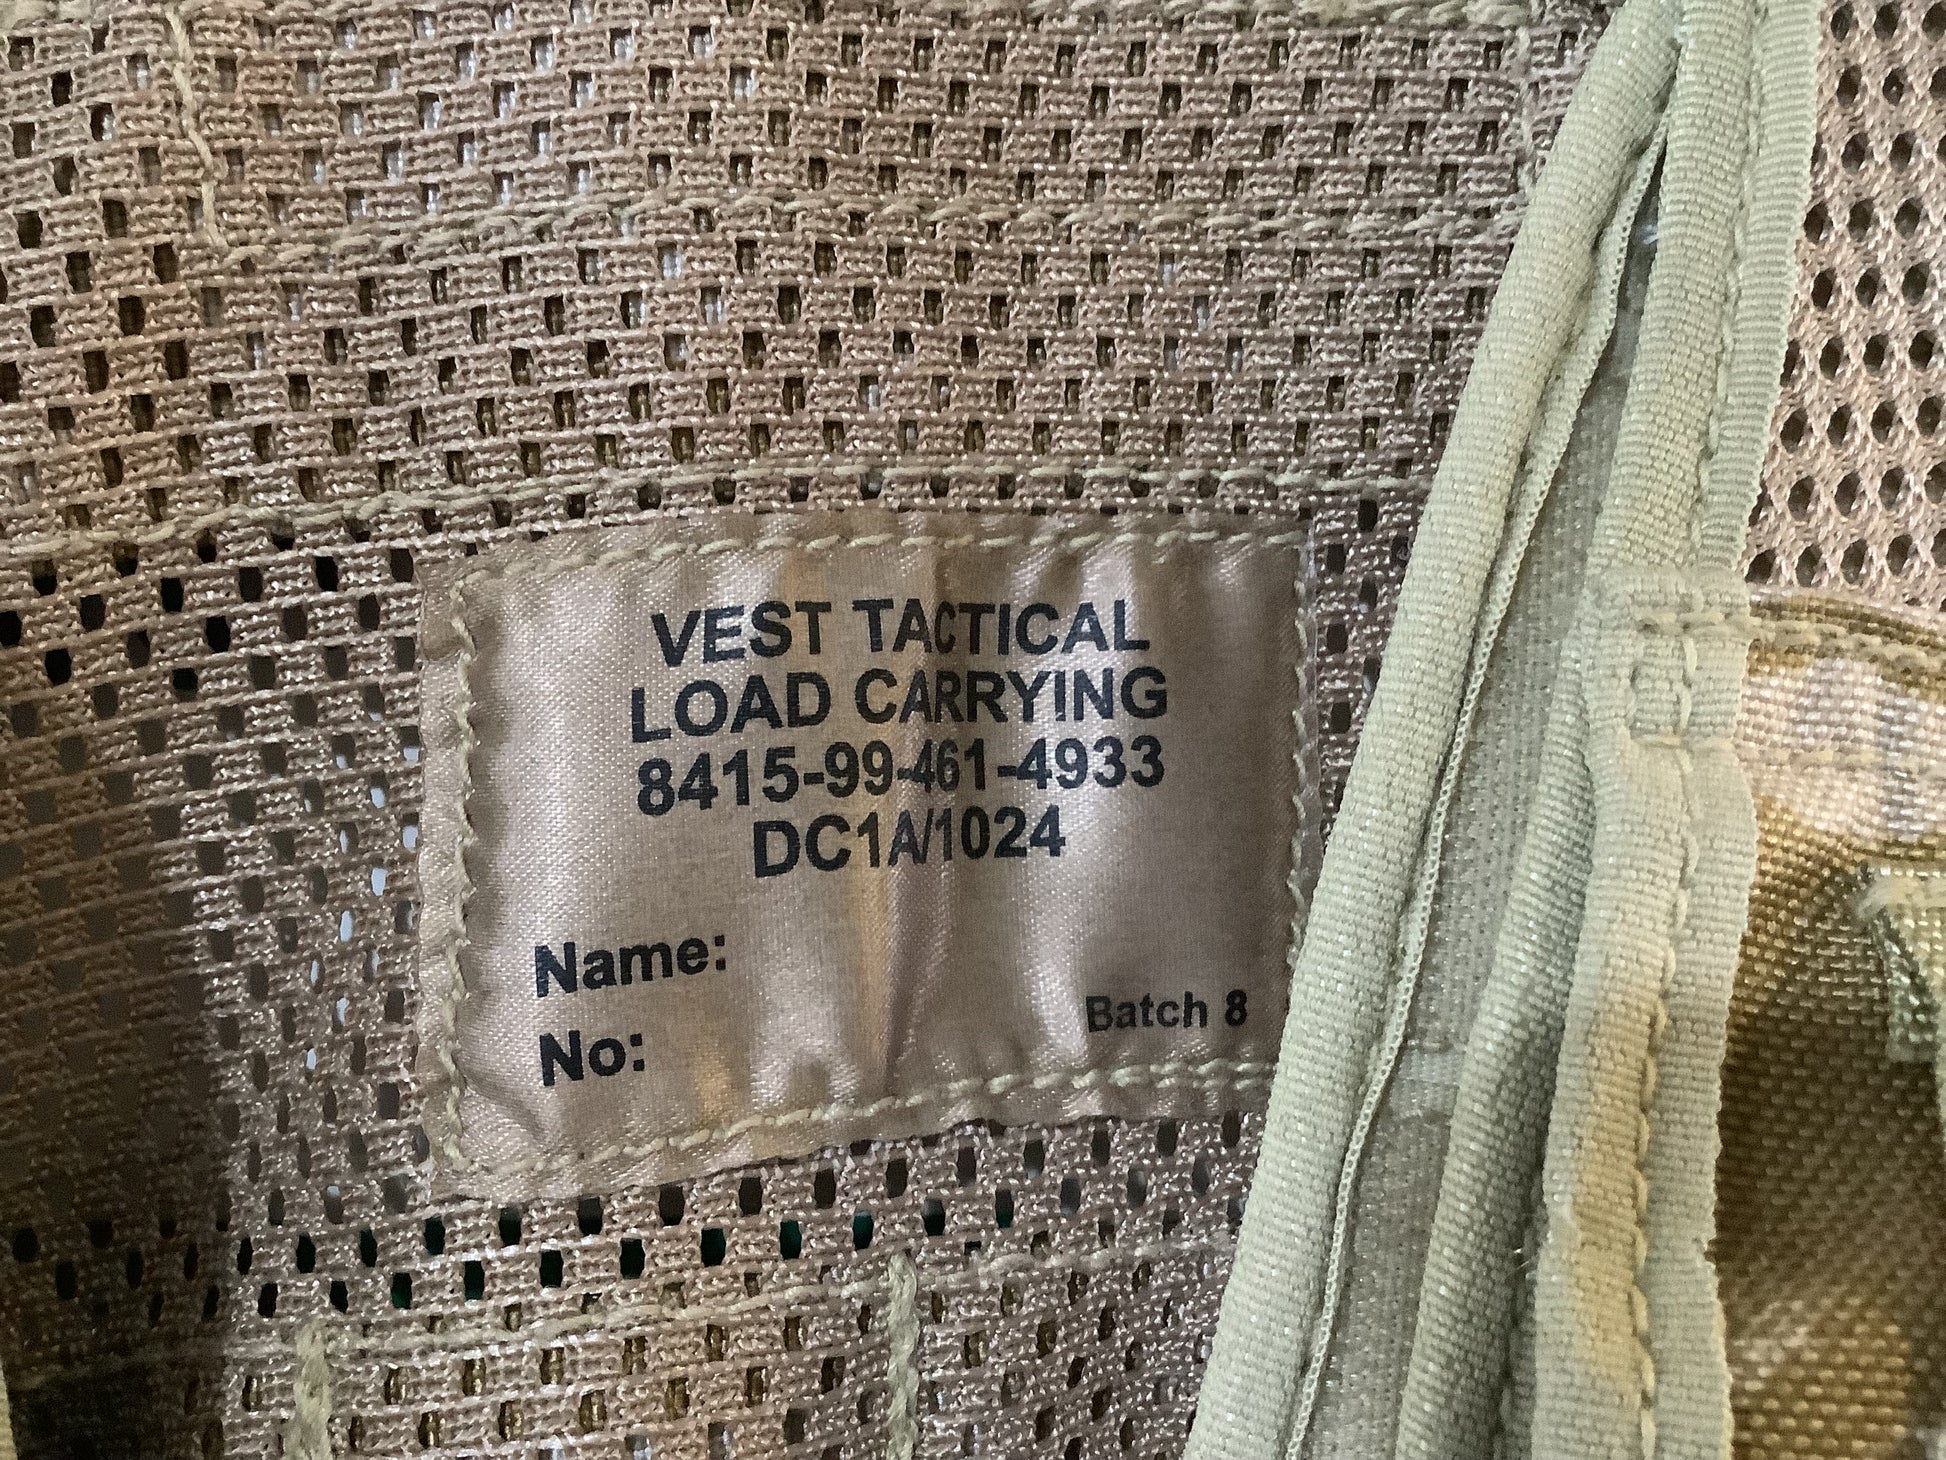 VEST TACTICAL
LOAD CARRYING
8415-99-461-4933
DC1A/1024
Name:
Batch 8
No: